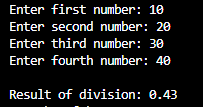 Enter first number: 10
Enter second number: 20
Enter third number: 30
Enter fourth number: 40
Result of division: 0.43